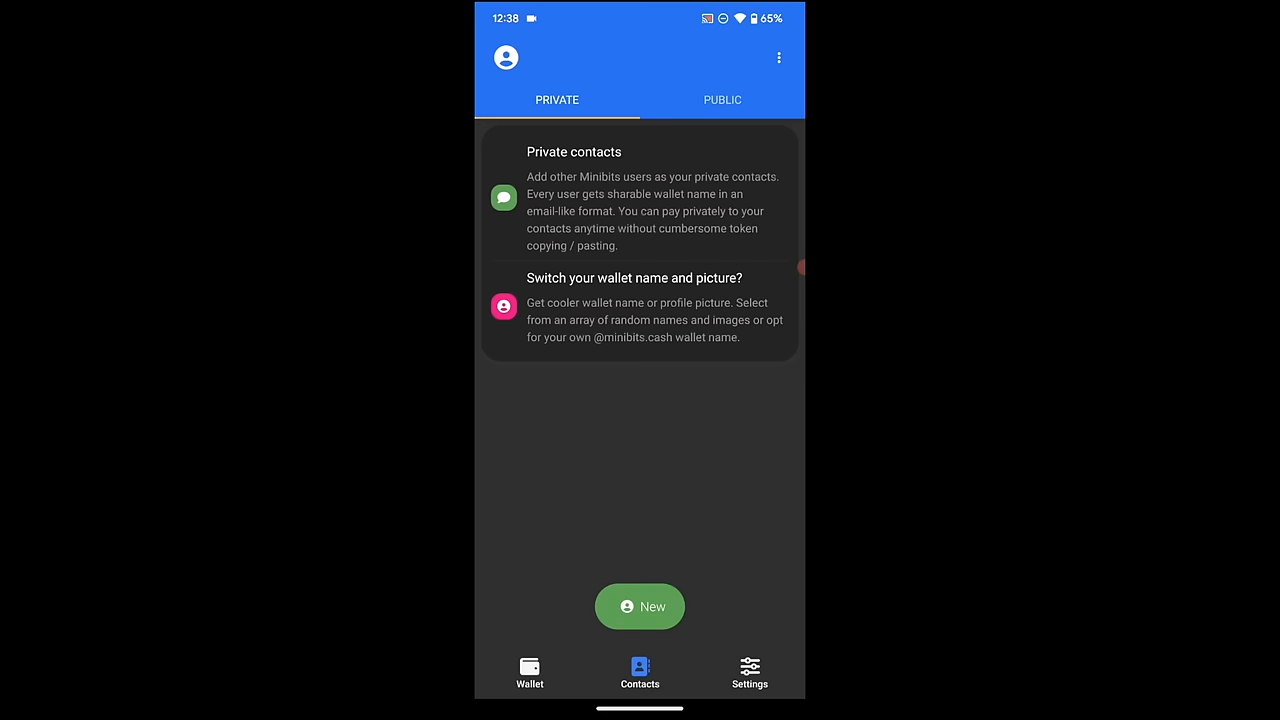 12:38
65%
PRIVATE
PUBLIC
Private contacts
Add other Minibits users as your private contacts.
Every user gets sharable wallet name in an
email-like format. You can pay privately to your
contacts anytime without cumbersome token
copying / pasting.
Switch your wallet name and picture?
Get cooler wallet name or profile picture. Select
from an array of random names and images or opt
for your own @minibits.cash wallet name.
New
Wallet
Contacts
Settings